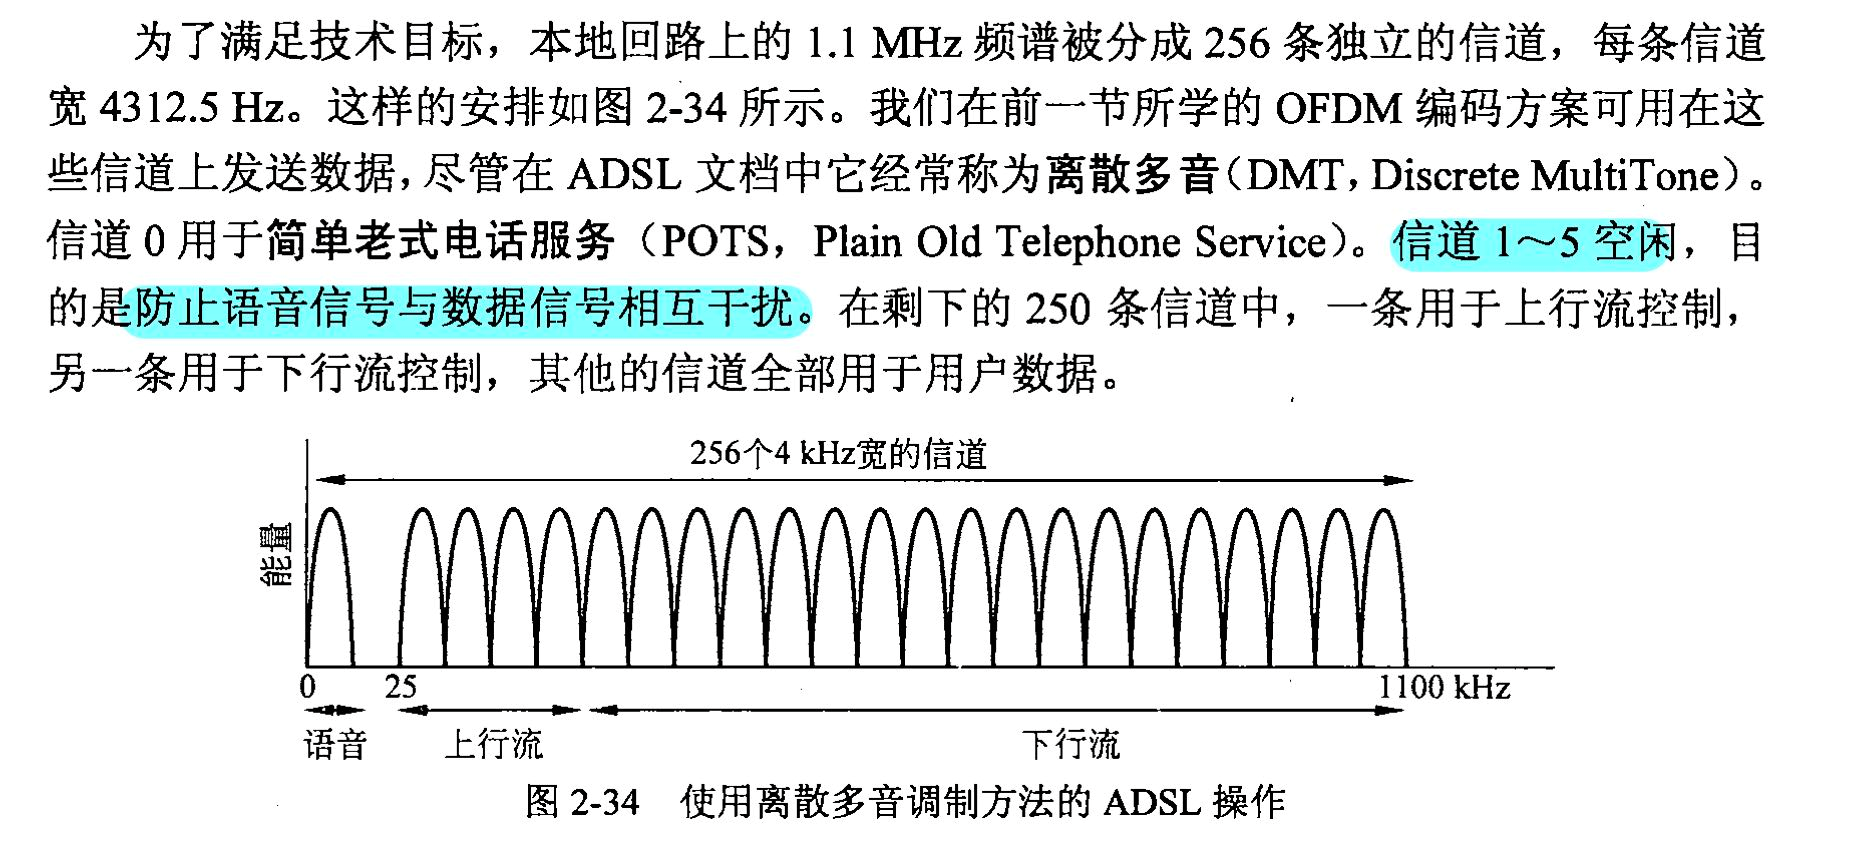 为了满足技术目标，本地回路上的 1.1 MHz 频谱被分成 256 条独立的信道，每条信道
宽 4312.5 Hz。这样的安排如图 2-34 所示。我们在前一节所学的 OFDM 编码方案可用在这
些信道上发送数据，尽管在 ADSL 文档中它经常称为离散多音（DMT，Discrete MultiTone）。
信道 0 用于简单老式电话服务（POTS，Plain Old Telephone Service）。信道 1～5 空闲，目
的是防止语音信号与数据信号相互干扰。在剩下的 250 条信道中，一条用于上行流控制，
另一条用于下行流控制，其他的信道全部用于用户数据。
256个4 kHz宽的信道
能量
0 25 1100 kHz
语音 上行流 下行流
图 2-34 使用离散多音调制方法的 ADSL 操作